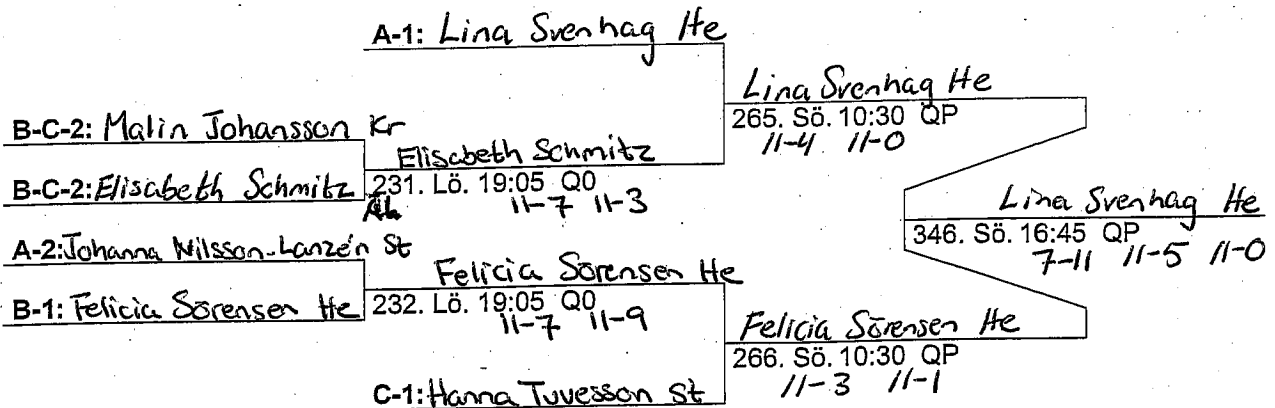 A-1: Lina Svenhag He
Lina Svenhag He
265. Sö. 10:30 QP
11-4 11-0
B-C-2: Malin Johansson Kr
Elisabeth Schmitz
B-C-2: Elisabeth Schmitz
231. Lö. 19:05 Q0
11-7 11-3
Lina Svenhag He
346. Sö. 16:45 QP
7-11 11-5 11-0
A-2: Johanna Nilsson-Lanzén St
Felicia Sörensen He
B-1: Felicia Sörensen He
232. Lö. 19:05 Q0
11-7 11-9
Felicia Sörensen He
266. Sö. 10:30 QP
11-3 11-1
C-1: Hanna Tuvesson St